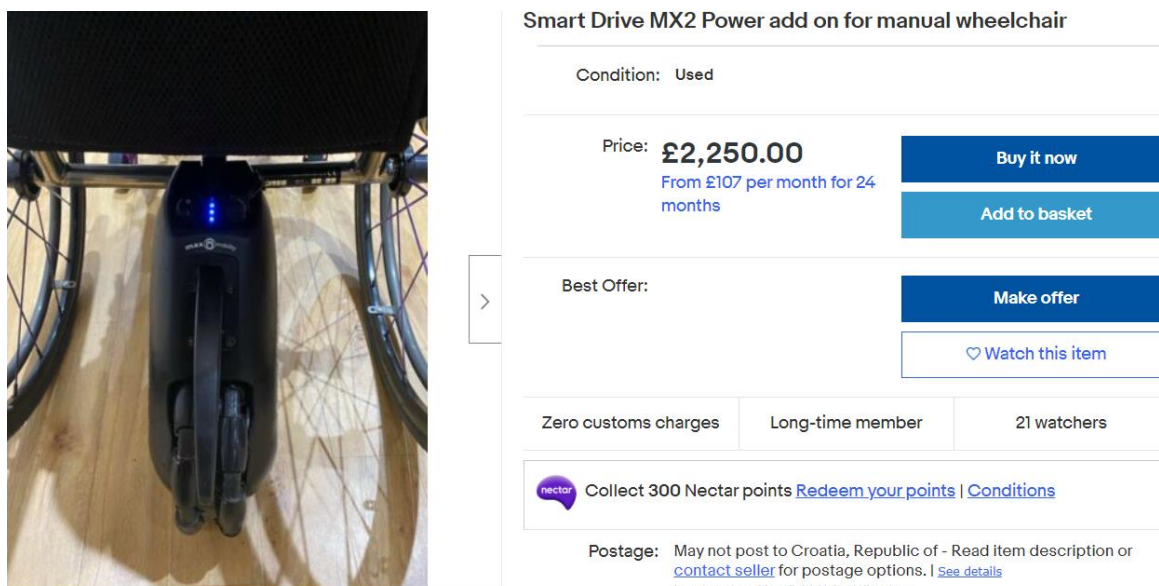 Smart Drive MX2 Power add on for manual wheelchair
Condition: Used
Price: £2,250.00
From £107 per month for 24
months
Buy it now
Add to basket
Best Offer:
Make offer
Watch this item
Zero customs charges
Long-time member
21 watchers
nectar
Collect 300 Nectar points Redeem your points | Conditions
Postage: May not post to Croatia, Republic of - Read item description or
contact seller for postage options. | See details
max mobility